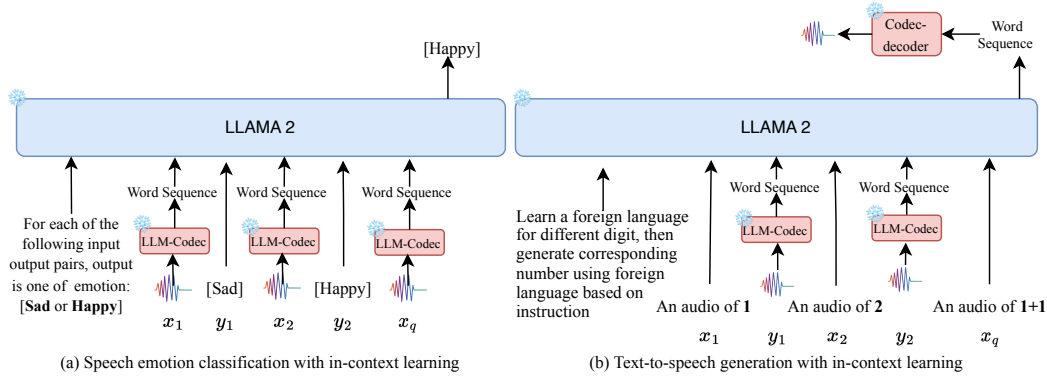 [Happy]
LLAMA 2
Word Sequence
Word Sequence
Word Sequence
For each of the
following input
output pairs, output
is one of emotion:
[Sad or Happy]
LLM-Codec
LLM-Codec
LLM-Codec
[Sad]
[Happy]
x1
y1
x2
y2
xq
(a) Speech emotion classification with in-context learning
Codec-
decoder
Word
Sequence
LLAMA 2
Word Sequence
Word Sequence
Learn a foreign language
for different digit, then
generate corresponding
number using foreign
language based on
instruction
LLM-Codec
LLM-Codec
An audio of 1
An audio of 2
An audio of 1+1
x1
y1
x2
y2
xq
(b) Text-to-speech generation with in-context learning